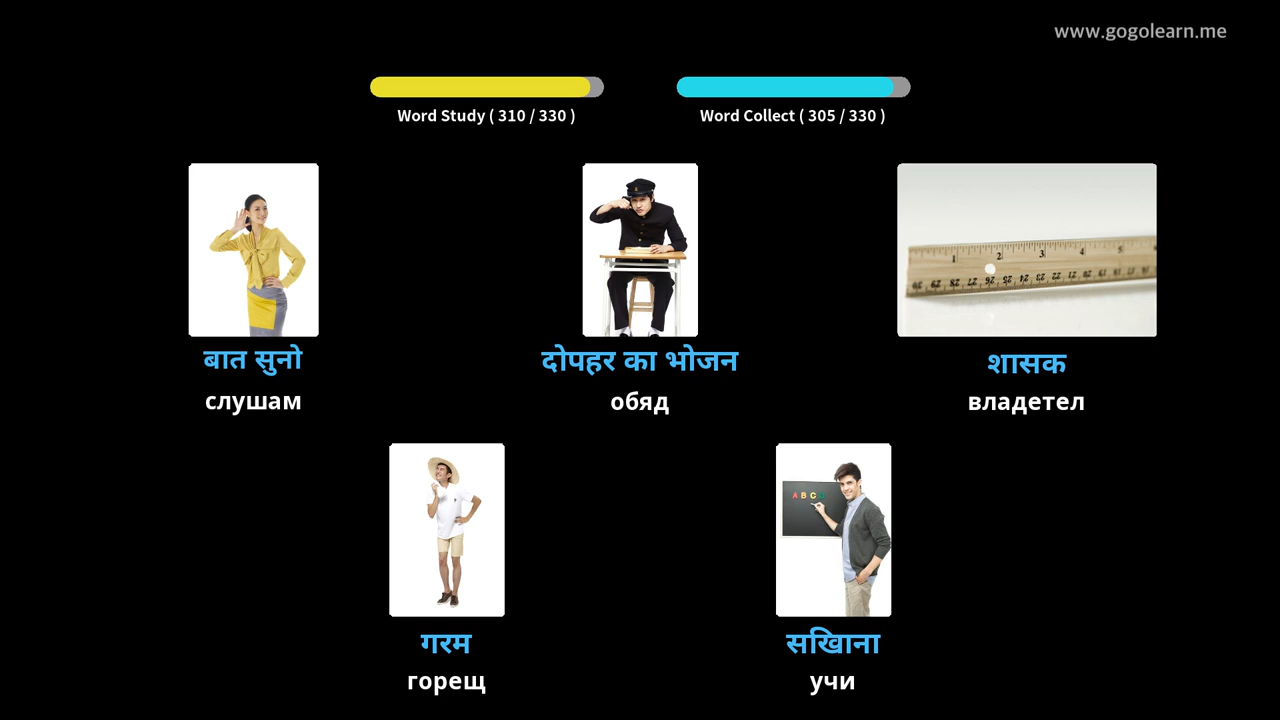 www.gogolearn.me
Word Study ( 310 / 330 )
Word Collect ( 305 / 330 )
बात सुनो
दोपहर का भोजन
शासक
слушам
обяд
владетел
A B C D
गरम
सखिाना
горещ
учи